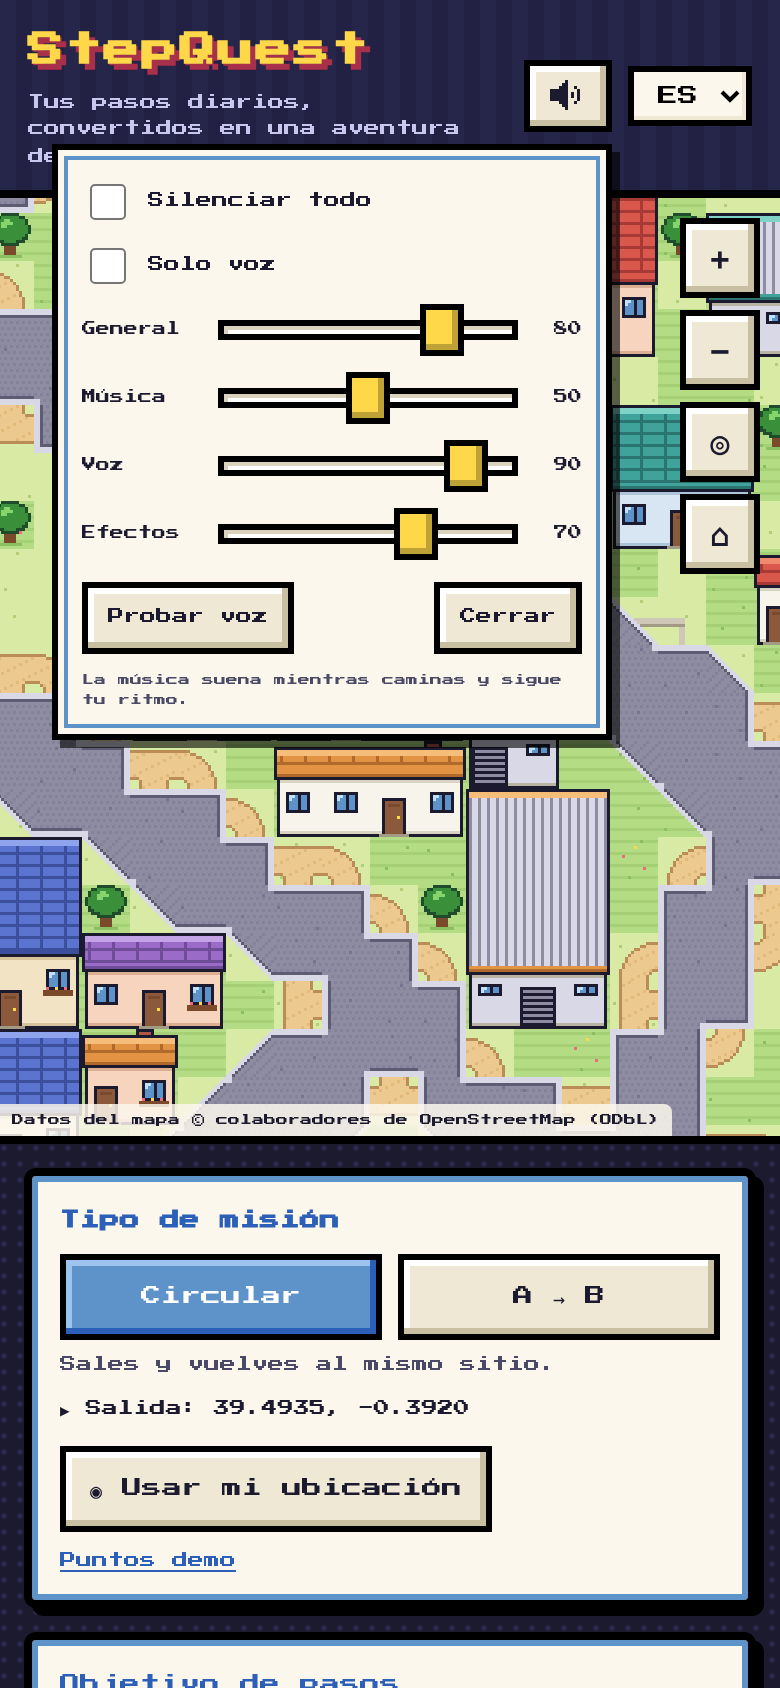 StepQuest
Tus pasos diarios,
convertidos en una aventura
de
ES
Silenciar todo
Solo voz
General 80
Música 50
Voz 90
Efectos 70
Probar voz Cerrar
La música suena mientras caminas y sigue
tu ritmo.
+
−
Datos del mapa © colaboradores de OpenStreetMap (ODbL)
Tipo de misión
Circular A → B
Sales y vuelves al mismo sitio.
▶ Salida: 39.4935, -0.3920
◉ Usar mi ubicación
Puntos demo
Objetivo de pasos